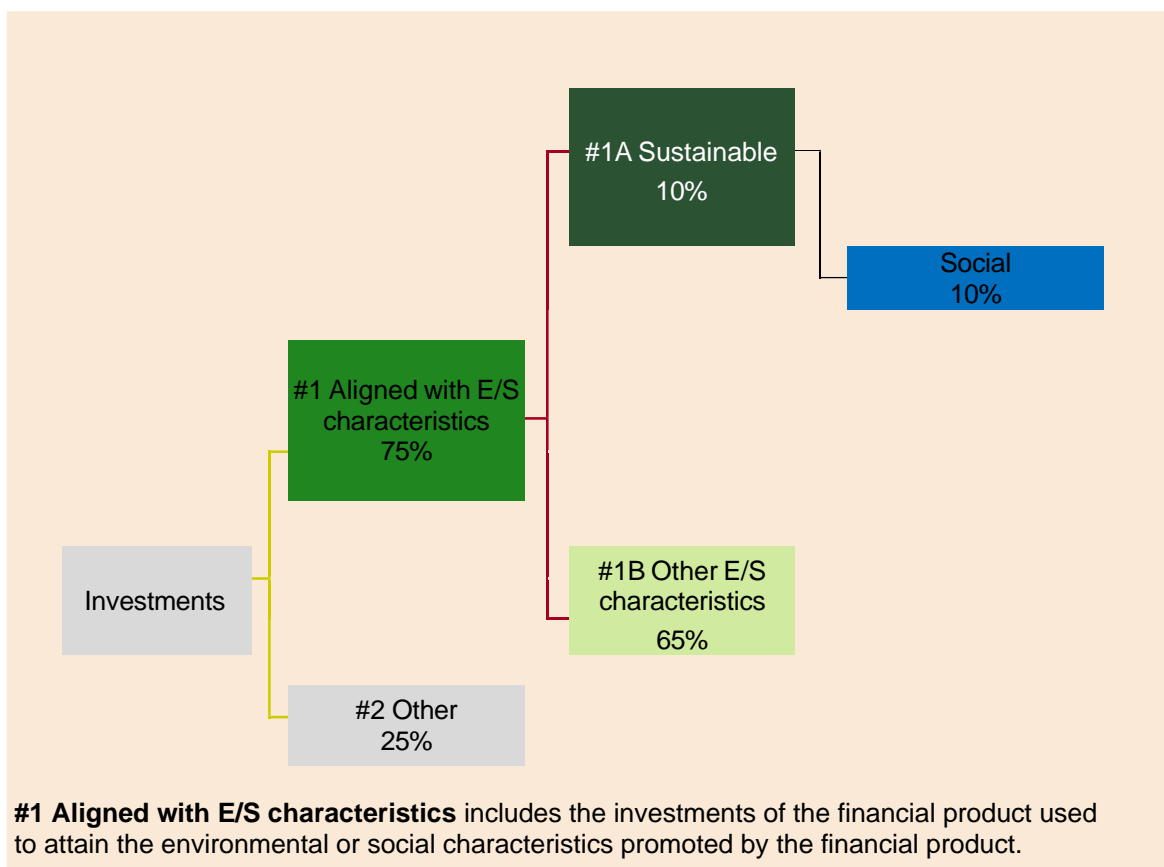 #1A Sustainable
10%
Social
10%
#1 Aligned with E/S
characteristics
75%
Investments
#1B Other E/S
characteristics
65%
#2 Other
25%
#1 Aligned with E/S characteristics includes the investments of the financial product used
to attain the environmental or social characteristics promoted by the financial product.